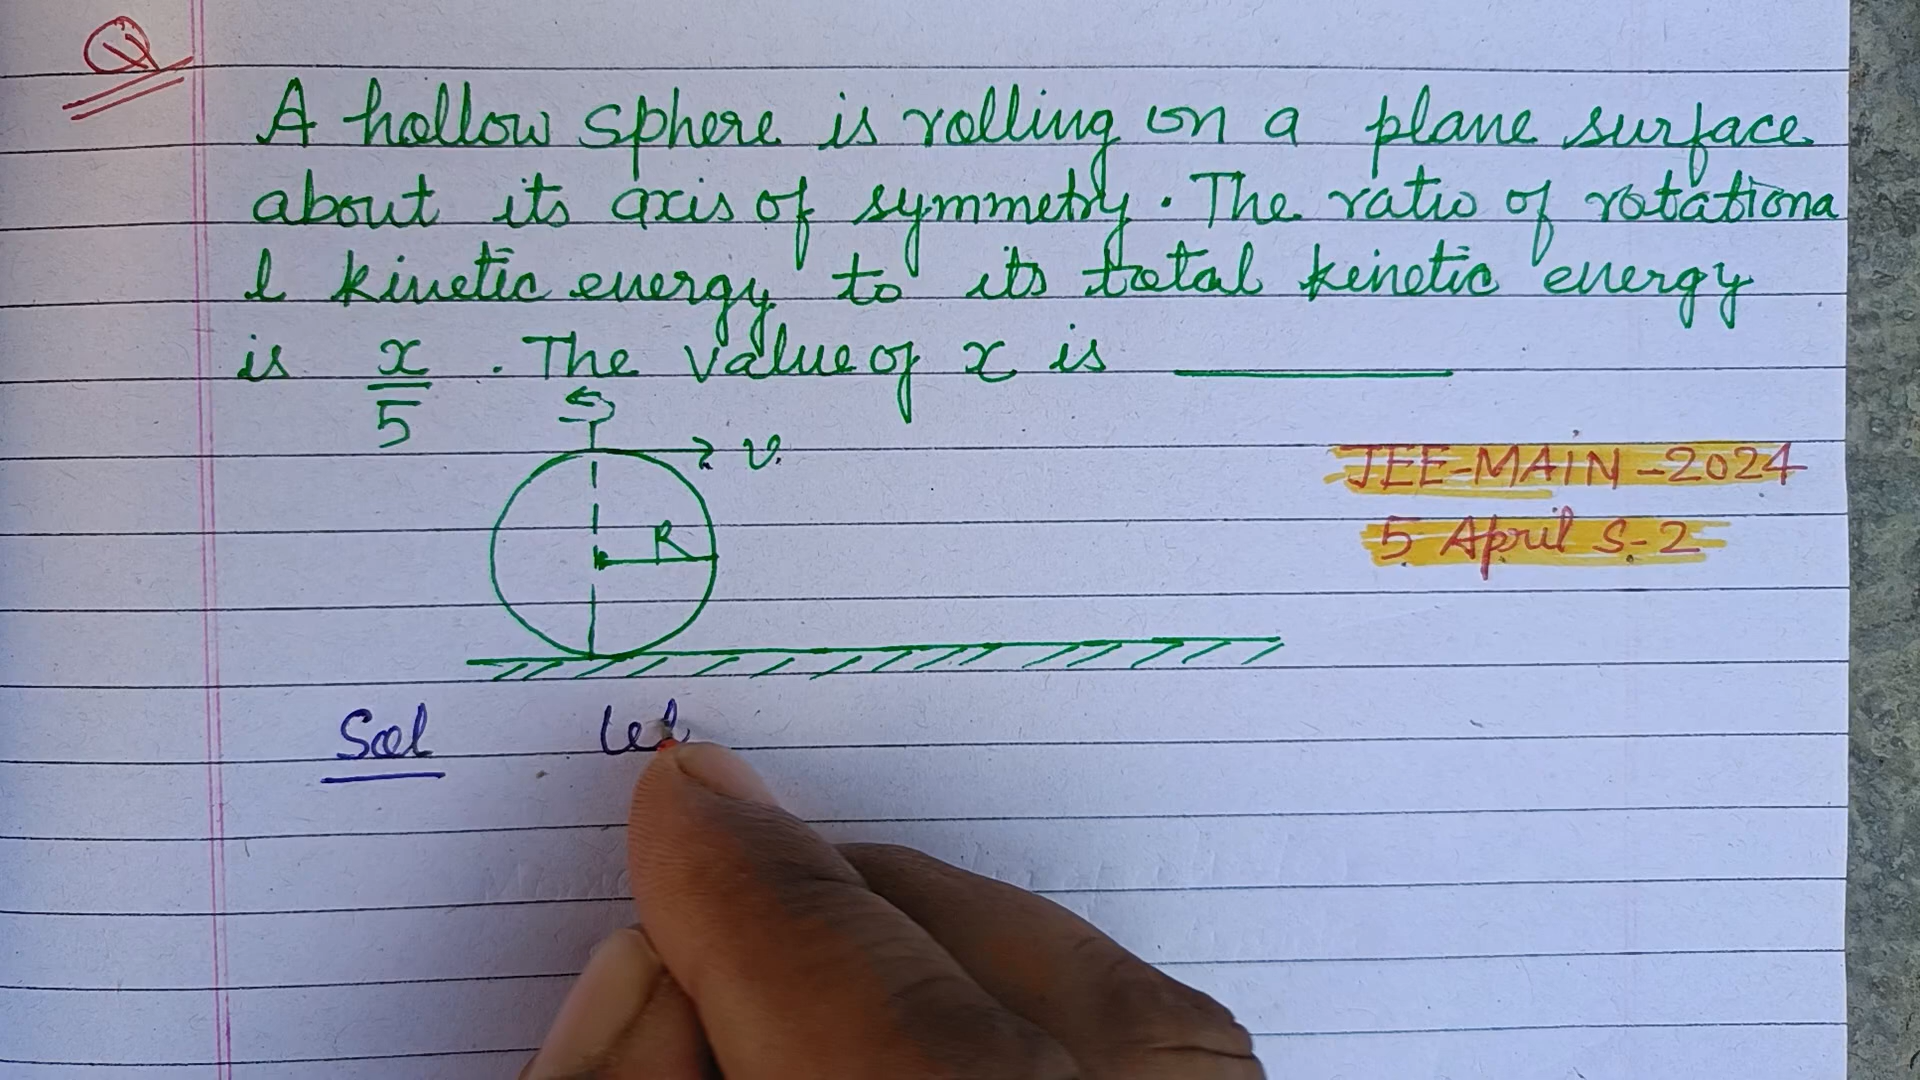 Q
A hollow sphere is rolling on a plane surface
about its axis of symmetry. The ratio of rotationa
l kinetic energy to its total kinetic energy
is x/5. The value of x is ________
v
JEE-MAIN-2024
R
5 April S-2
Sol Let